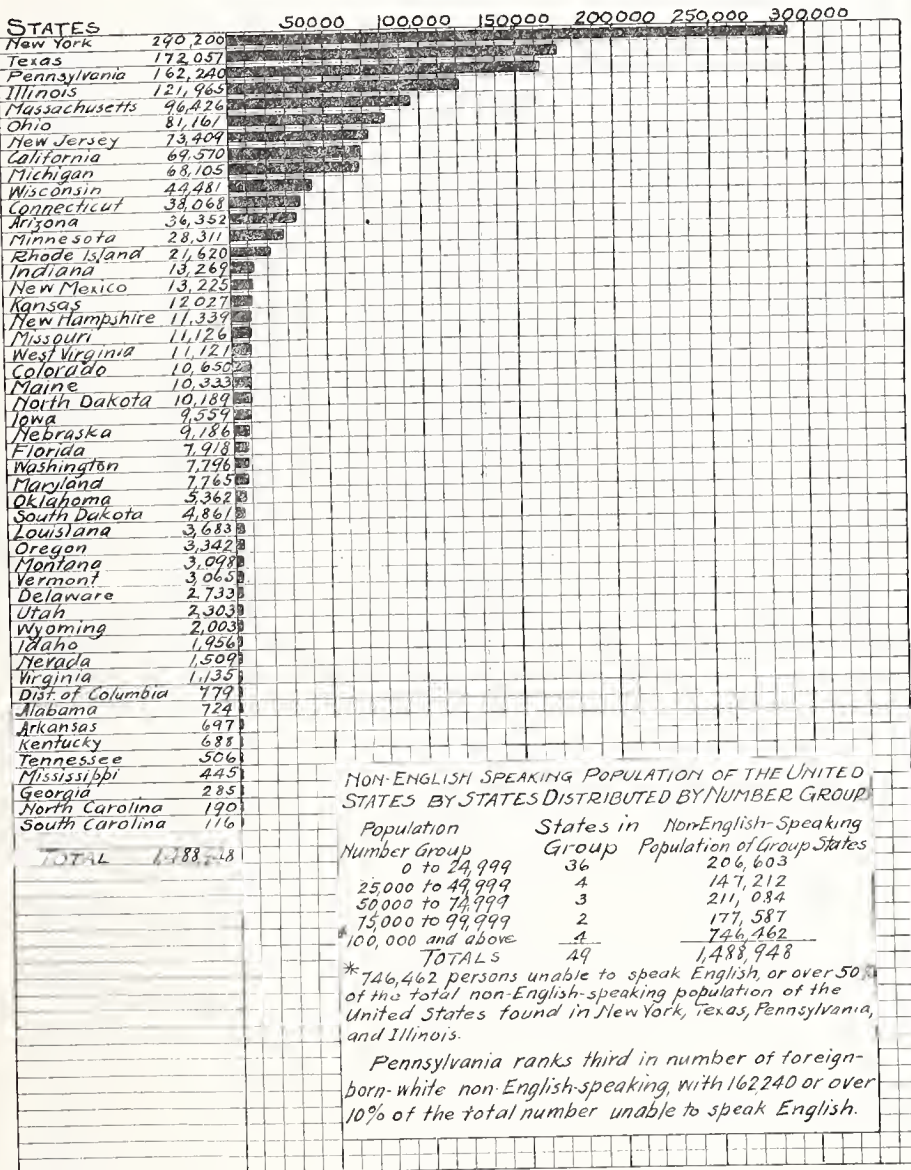 50000 100,000 150,000 200,000 250,000 300,000
STATES
New York 290,200
Texas 172,057
Pennsylvania 162,240
Illinois 121,965
Massachusetts 96,426
Ohio 81,161
New Jersey 73,409
California 69,570
Michigan 68,105
Wisconsin 44,481
Connecticut 38,068
Arizona 36,352
Minnesota 28,311
Rhode Island 21,620
Indiana 13,269
New Mexico 13,225
Kansas 12027
New Hampshire 11,339
Missouri 11,126
West Virginia 11,121
Colorado 10,650
Maine 10,333
North Dakota 10,189
Iowa 9,559
Nebraska 9,186
Florida 7,918
Washington 7,796
Maryland 7,765
Oklahoma 5,362
South Dakota 4,861
Louisiana 3,683
Oregon 3,342
Montana 3,098
Vermont 3,065
Delaware 2,733
Utah 2,303
Wyoming 2,003
Idaho 1,956
Nevada 1,509
Virginia 1,135
Dist. of Columbia 779
Alabama 724
Arkansas 697
Kentucky 688
Tennessee 506
Mississippi 445
Georgia 285
North Carolina 190
South Carolina 116
TOTAL
NON-ENGLISH SPEAKING POPULATION OF THE UNITED
STATES BY STATES DISTRIBUTED BY NUMBER GROUP
Population States in Non-English-Speaking
Number Group Group Population of Group States
0 to 24,999 36 206,603
25,000 to 49,999 4 147,212
50,000 to 74,999 3 211,084
75,000 to 99,999 2 177,587
*100,000 and above 4 746,462
TOTALS 49 1,488,948
* 746,462 persons unable to speak English, or over 50
of the total non-English-speaking population of the
United States found in New York, Texas, Pennsylvania,
and Illinois.
Pennsylvania ranks third in number of foreign-
born-white non-English-speaking, with 162240 or over
10% of the total number unable to speak English.